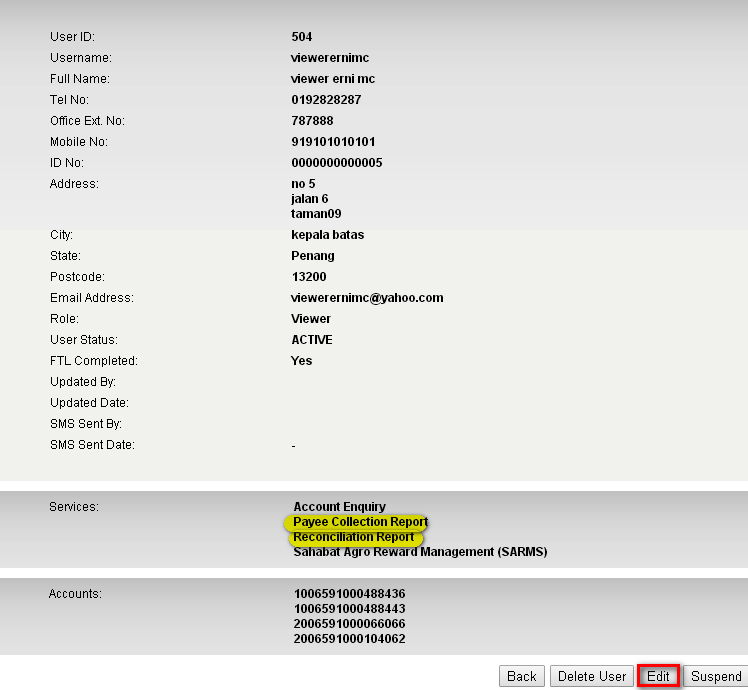 User ID: 504
Username: viewerernimc
Full Name: viewer erni mc
Tel No: 0192828287
Office Ext. No: 787888
Mobile No: 919101010101
ID No: 0000000000005
Address: no 5
jalan 6
taman09
City: kepala batas
State: Penang
Postcode: 13200
Email Address: viewerernimc@yahoo.com
Role: Viewer
User Status: ACTIVE
FTL Completed: Yes
Updated By:
Updated Date:
SMS Sent By:
SMS Sent Date: -
Services: Account Enquiry
Payee Collection Report
Reconciliation Report
Sahabat Agro Reward Management (SARMS)
Accounts: 1006591000488436
1006591000488443
2006591000066066
2006591000104062
Back Delete User Edit Suspend